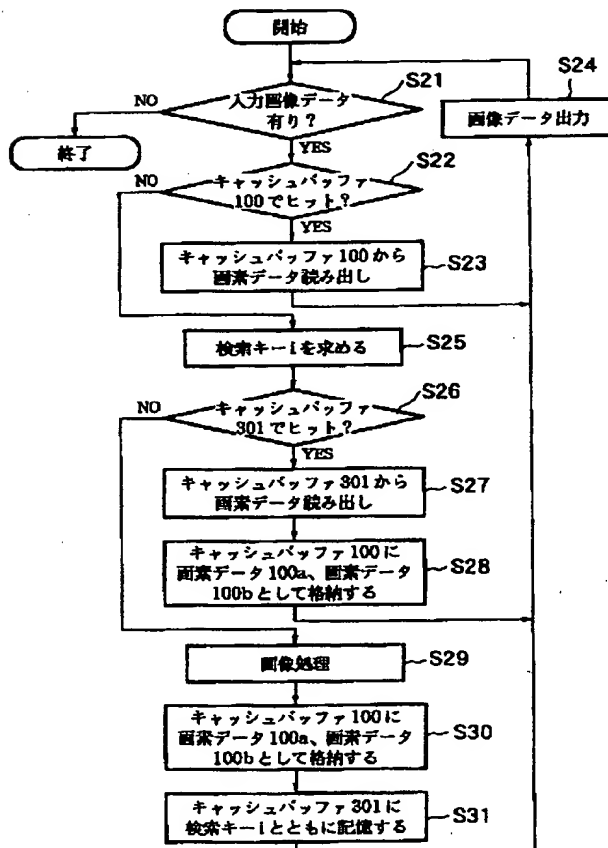 開始
S24
S21
入力画像データ
有り?
NO
画像データ出力
終了
YES
S22
NO
キャッシュバッファ
100でヒット?
YES
キャッシュバッファ100から
画素データ読み出し
S23
検索キーiを求める
S25
S26
NO
キャッシュバッファ
301でヒット?
YES
キャッシュバッファ301から
画素データ読み出し
S27
キャッシュバッファ100に
画素データ100a、画素データ
100bとして格納する
S28
画像処理
S29
キャッシュバッファ100に
画素データ100a、画素データ
100bとして格納する
S30
キャッシュバッファ301に
検索キーiとともに記憶する
S31